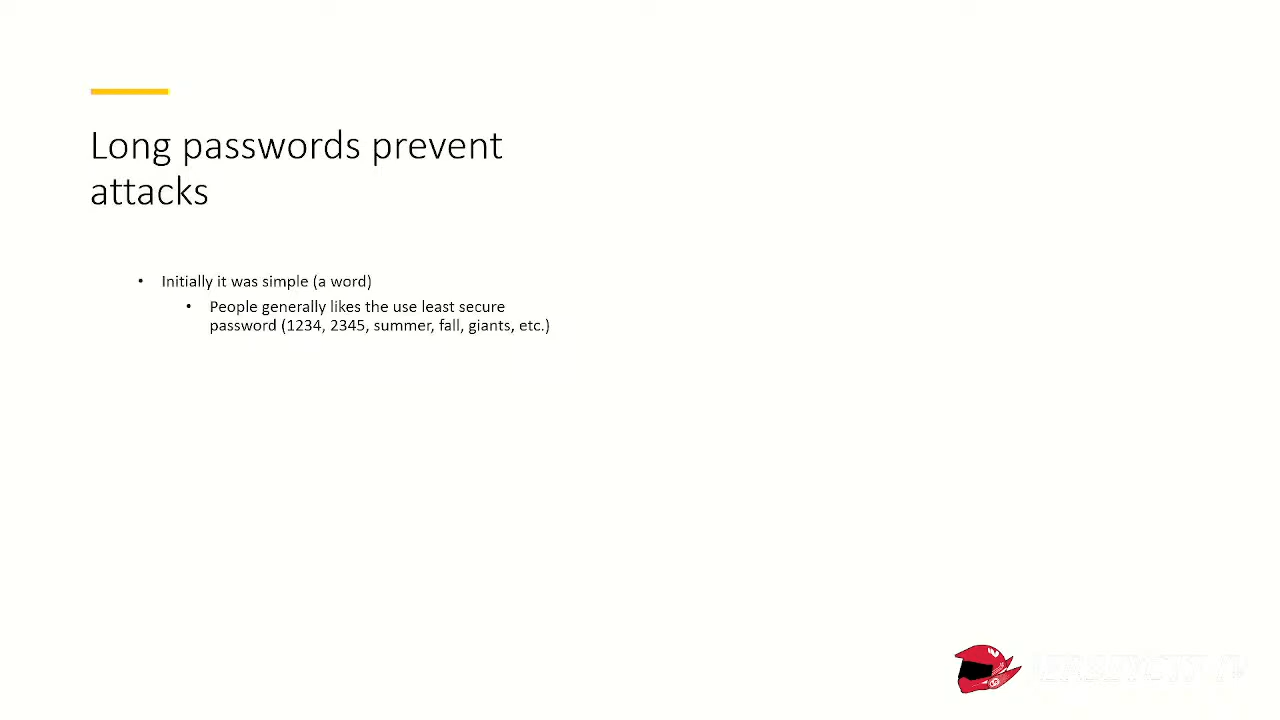 Long passwords prevent
attacks
• Initially it was simple (a word)
• People generally likes the use least secure
password (1234, 2345, summer, fall, giants, etc.)